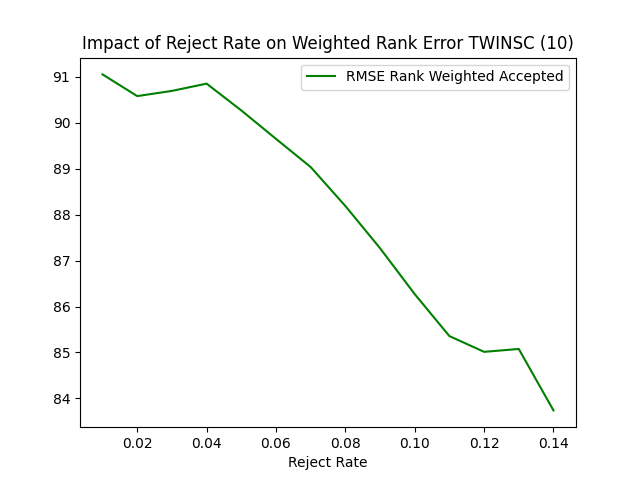 Impact of Reject Rate on Weighted Rank Error TWINSC (10)
RMSE Rank Weighted Accepted
91
90
89
88
87
86
85
84
0.02 0.04 0.06 0.08 0.10 0.12 0.14
Reject Rate